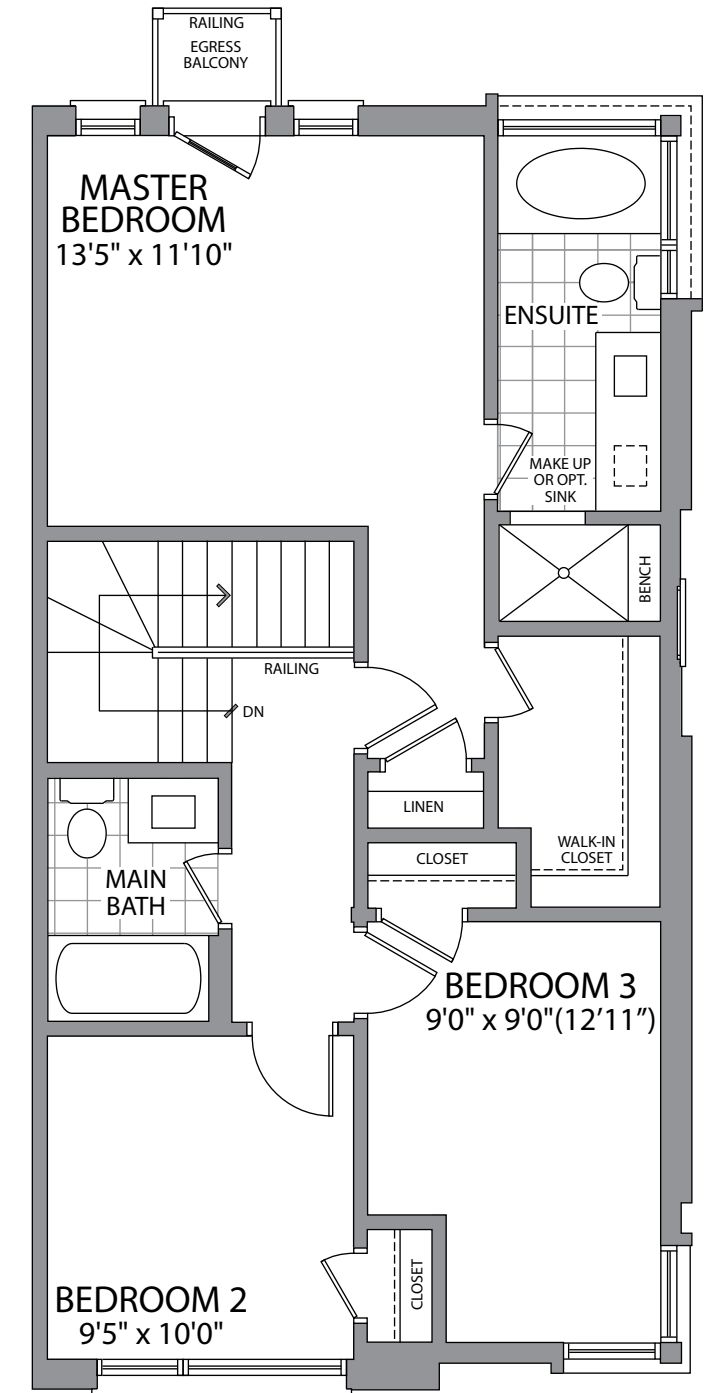 RAILING
EGRESS
BALCONY
MASTER
BEDROOM
13'5" x 11'10"
ENSUITE
MAKE UP
OR OPT.
SINK
BENCH
RAILING
DN
LINEN
WALK-IN
CLOSET
CLOSET
MAIN
BATH
BEDROOM 3
9'0" x 9'0"(12’11”)
BEDROOM 2
9'5" x 10'0"
CLOSET